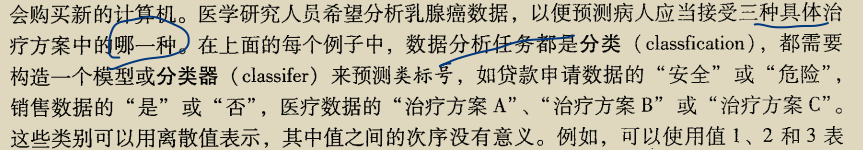 会购买新的计算机。医学研究人员希望分析乳腺癌数据，以便预测病人应当接受三种具体治
疗方案中的哪一种。在上面的每个例子中，数据分析任务都是分类（classfication），都需要
构造一个模型或分类器（classifer）来预测类标号，如贷款申请数据的“安全”或“危险”，
销售数据的“是”或“否”，医疗数据的“治疗方案 A”、“治疗方案 B”或“治疗方案 C”。
这些类别可以用离散值表示，其中值之间的次序没有意义。例如，可以使用值 1、2 和 3 表